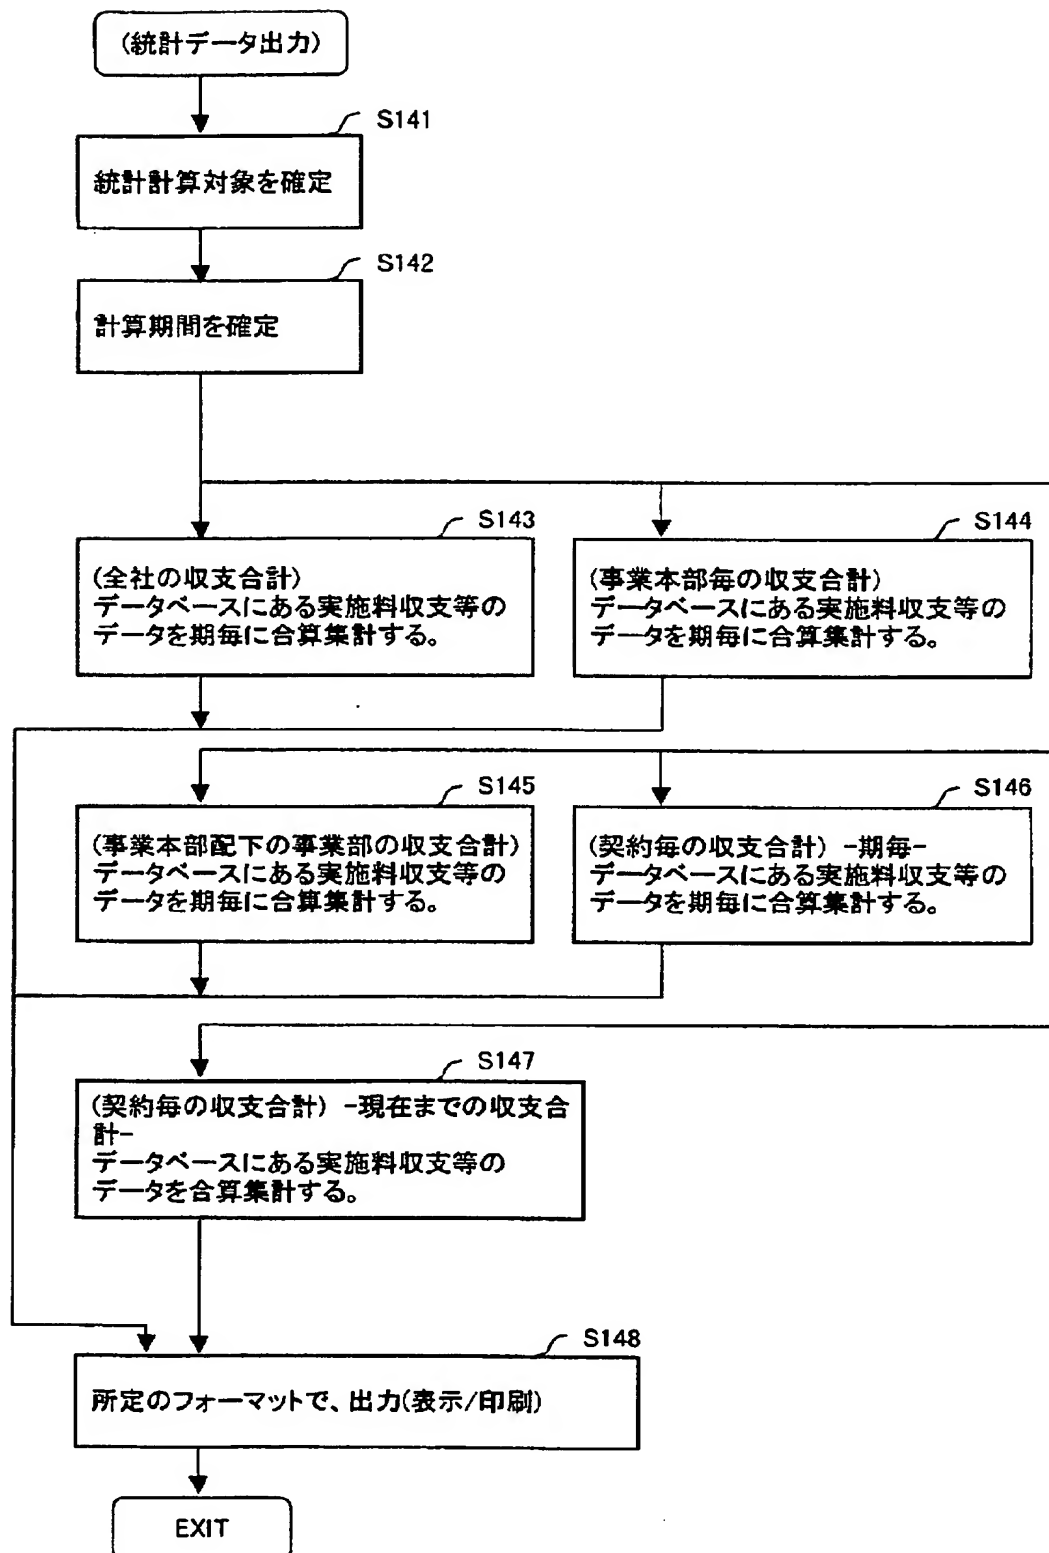 (統計データ出力)
S141
統計計算対象を確定
S142
計算期間を確定
S143
(全社の収支合計)
データベースにある実施料収支等の
データを期毎に合算集計する。
S144
(事業本部毎の収支合計)
データベースにある実施料収支等の
データを期毎に合算集計する。
S145
(事業本部配下の事業部の収支合計)
データベースにある実施料収支等の
データを期毎に合算集計する。
S146
(契約毎の収支合計) -期毎-
データベースにある実施料収支等の
データを期毎に合算集計する。
S147
(契約毎の収支合計) -現在までの収支合
計-
データベースにある実施料収支等の
データを合算集計する。
S148
所定のフォーマットで、出力(表示/印刷)
EXIT